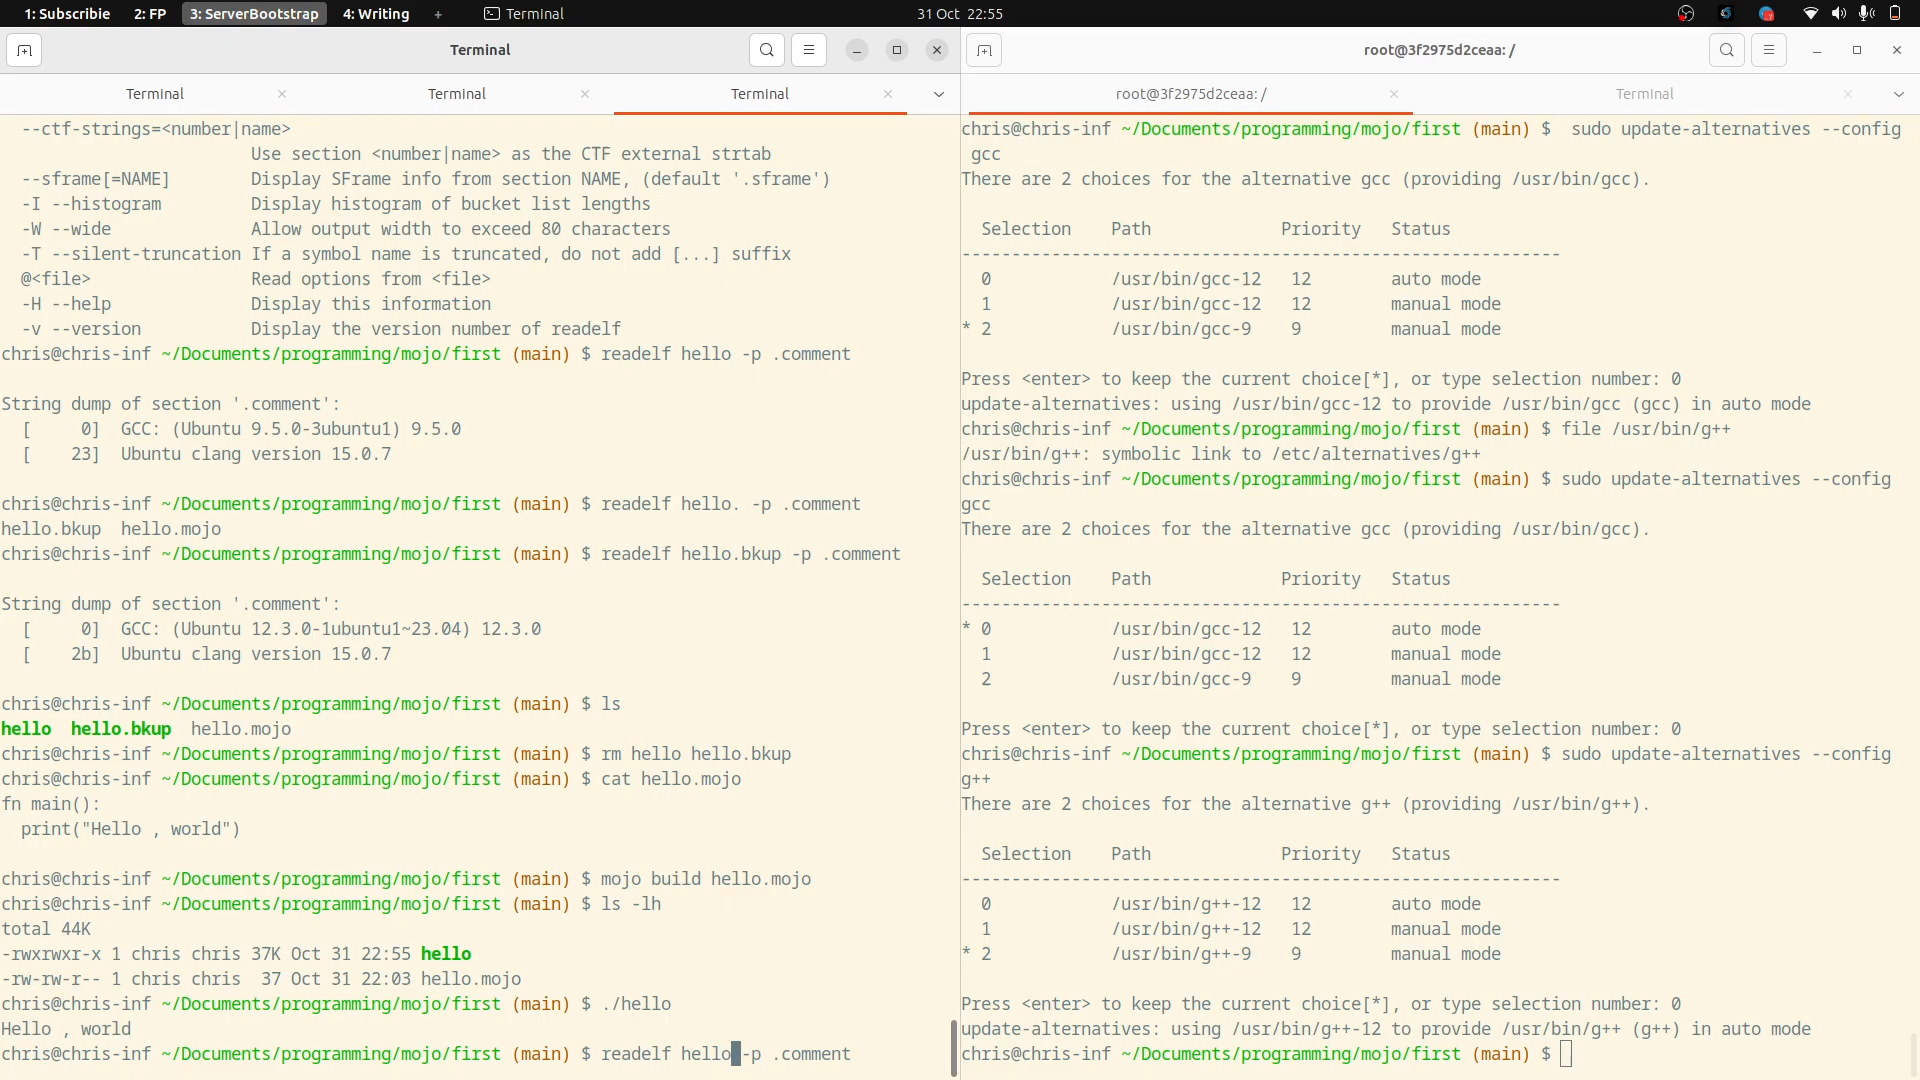 1: Subscribie 2: FP 3: ServerBootstrap 4: Writing + Terminal 31 Oct 22:55
Terminal
Terminal Terminal Terminal
--ctf-strings=<number|name>
Use section <number|name> as the CTF external strtab
--sframe[=NAME] Display SFrame info from section NAME, (default '.sframe')
-I --histogram Display histogram of bucket list lengths
-W --wide Allow output width to exceed 80 characters
-T --silent-truncation If a symbol name is truncated, do not add [...] suffix
@<file> Read options from <file>
-H --help Display this information
-v --version Display the version number of readelf
chris@chris-inf ~/Documents/programming/mojo/first (main) $ readelf hello -p .comment
String dump of section '.comment':
[ 0] GCC: (Ubuntu 9.5.0-3ubuntu1) 9.5.0
[ 23] Ubuntu clang version 15.0.7
chris@chris-inf ~/Documents/programming/mojo/first (main) $ readelf hello. -p .comment
hello.bkup hello.mojo
chris@chris-inf ~/Documents/programming/mojo/first (main) $ readelf hello.bkup -p .comment
String dump of section '.comment':
[ 0] GCC: (Ubuntu 12.3.0-1ubuntu1~23.04) 12.3.0
[ 2b] Ubuntu clang version 15.0.7
chris@chris-inf ~/Documents/programming/mojo/first (main) $ ls
hello hello.bkup hello.mojo
chris@chris-inf ~/Documents/programming/mojo/first (main) $ rm hello hello.bkup
chris@chris-inf ~/Documents/programming/mojo/first (main) $ cat hello.mojo
fn main():
print("Hello , world")
chris@chris-inf ~/Documents/programming/mojo/first (main) $ mojo build hello.mojo
chris@chris-inf ~/Documents/programming/mojo/first (main) $ ls -lh
total 44K
-rwxrwxr-x 1 chris chris 37K Oct 31 22:55 hello
-rw-rw-r-- 1 chris chris 37 Oct 31 22:03 hello.mojo
chris@chris-inf ~/Documents/programming/mojo/first (main) $ ./hello
Hello , world
chris@chris-inf ~/Documents/programming/mojo/first (main) $ readelf hello -p .comment
root@3f2975d2ceaa: /
root@3f2975d2ceaa: / Terminal
chris@chris-inf ~/Documents/programming/mojo/first (main) $ sudo update-alternatives --config
gcc
There are 2 choices for the alternative gcc (providing /usr/bin/gcc).
Selection Path Priority Status
------------------------------------------------------------
0 /usr/bin/gcc-12 12 auto mode
1 /usr/bin/gcc-12 12 manual mode
* 2 /usr/bin/gcc-9 9 manual mode
Press <enter> to keep the current choice[*], or type selection number: 0
update-alternatives: using /usr/bin/gcc-12 to provide /usr/bin/gcc (gcc) in auto mode
chris@chris-inf ~/Documents/programming/mojo/first (main) $ file /usr/bin/g++
/usr/bin/g++: symbolic link to /etc/alternatives/g++
chris@chris-inf ~/Documents/programming/mojo/first (main) $ sudo update-alternatives --config
gcc
There are 2 choices for the alternative gcc (providing /usr/bin/gcc).
Selection Path Priority Status
------------------------------------------------------------
* 0 /usr/bin/gcc-12 12 auto mode
1 /usr/bin/gcc-12 12 manual mode
2 /usr/bin/gcc-9 9 manual mode
Press <enter> to keep the current choice[*], or type selection number: 0
chris@chris-inf ~/Documents/programming/mojo/first (main) $ sudo update-alternatives --config
g++
There are 2 choices for the alternative g++ (providing /usr/bin/g++).
Selection Path Priority Status
------------------------------------------------------------
0 /usr/bin/g++-12 12 auto mode
1 /usr/bin/g++-12 12 manual mode
* 2 /usr/bin/g++-9 9 manual mode
Press <enter> to keep the current choice[*], or type selection number: 0
update-alternatives: using /usr/bin/g++-12 to provide /usr/bin/g++ (g++) in auto mode
chris@chris-inf ~/Documents/programming/mojo/first (main) $